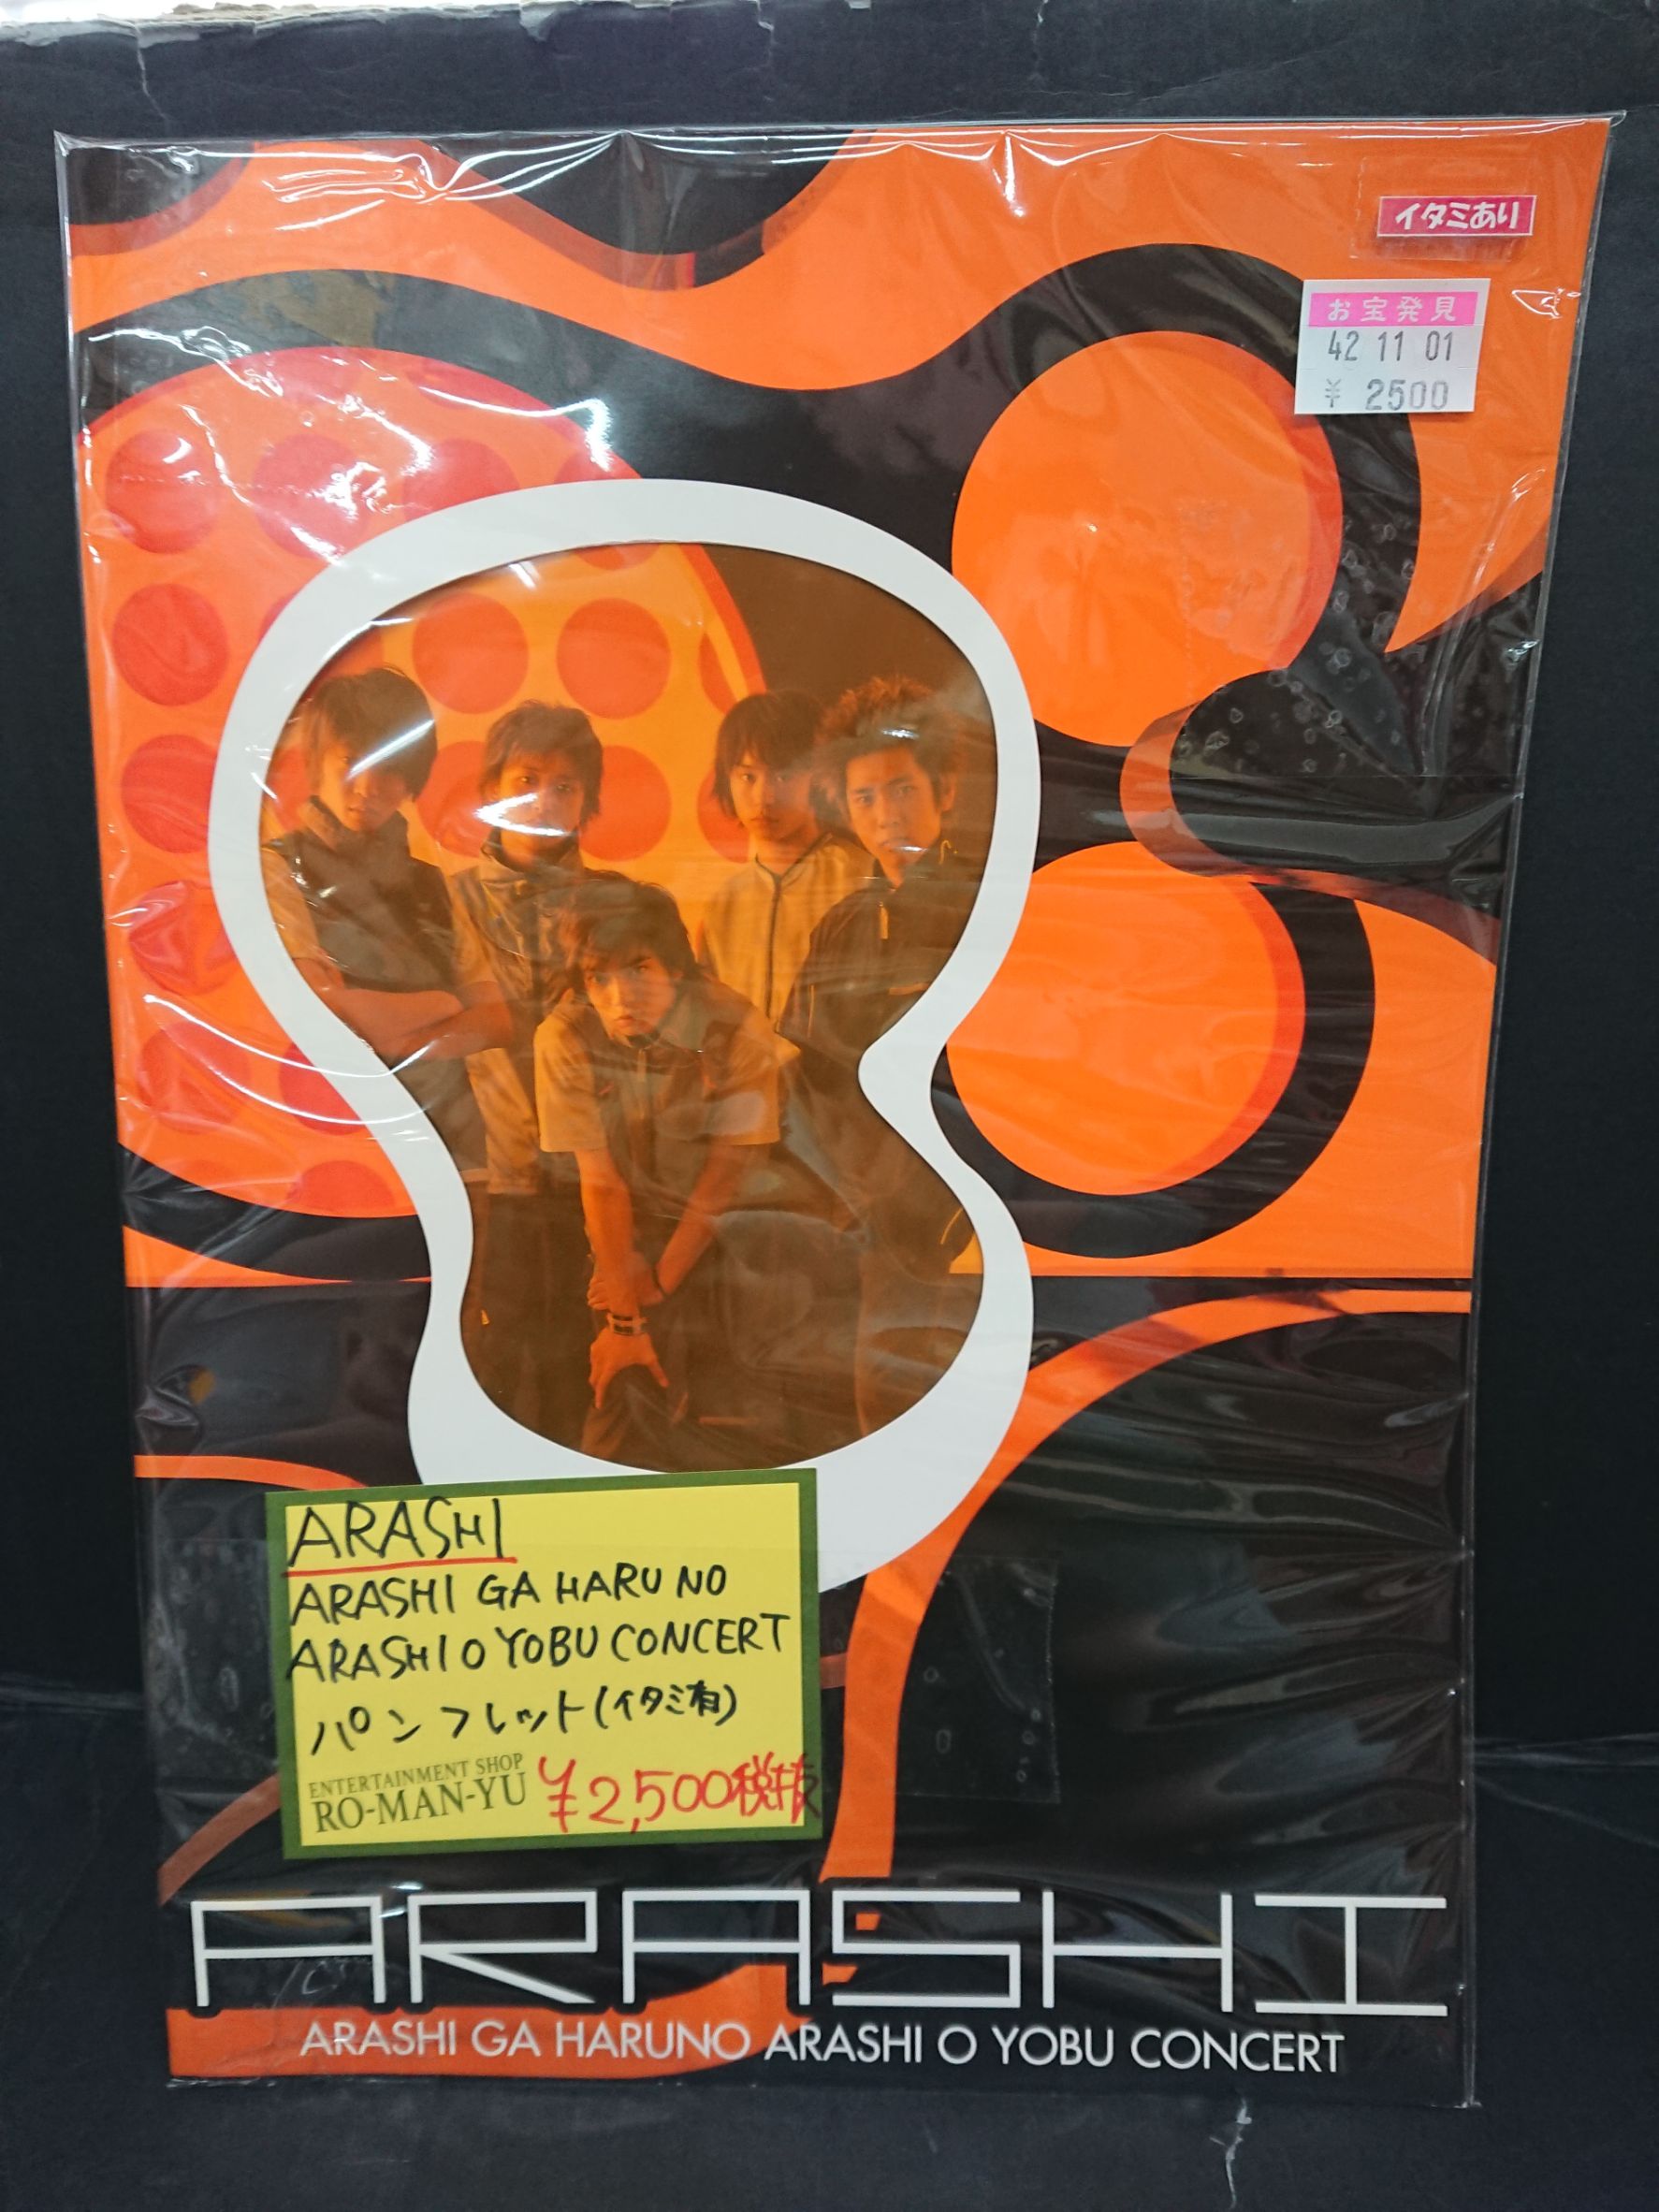 イタミあり
お宝発見
42 11 01
¥ 2500
ARASHI
ARASHI GA HARU NO
ARASHI O YOBU CONCERT
パンフレット(イタミ有)
ENTERTAINMENT SHOP
RO-MAN-YU
¥2,500税抜
ARASHI
ARASHI GA HARUNO ARASHI O YOBU CONCERT